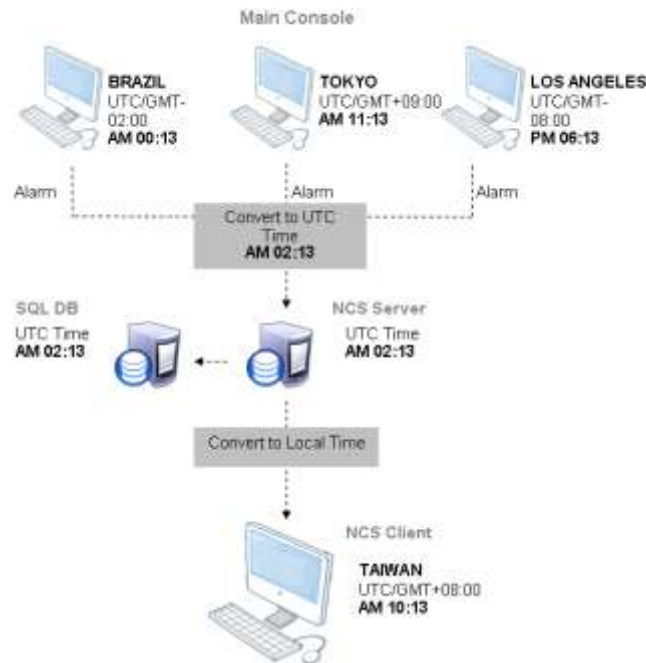 Main Console
BRAZIL
UTC/GMT-
02:00
AM 00:13
TOKYO
UTC/GMT+09:00
AM 11:13
LOS ANGELES
UTC/GMT-
08:00
PM 06:13
Alarm
Alarm
Alarm
Convert to UTC
Time
AM 02:13
SQL DB
UTC Time
AM 02:13
NCS Server
UTC Time
AM 02:13
Convert to Local Time
NCS Client
TAIWAN
UTC/GMT+08:00
AM 10:13